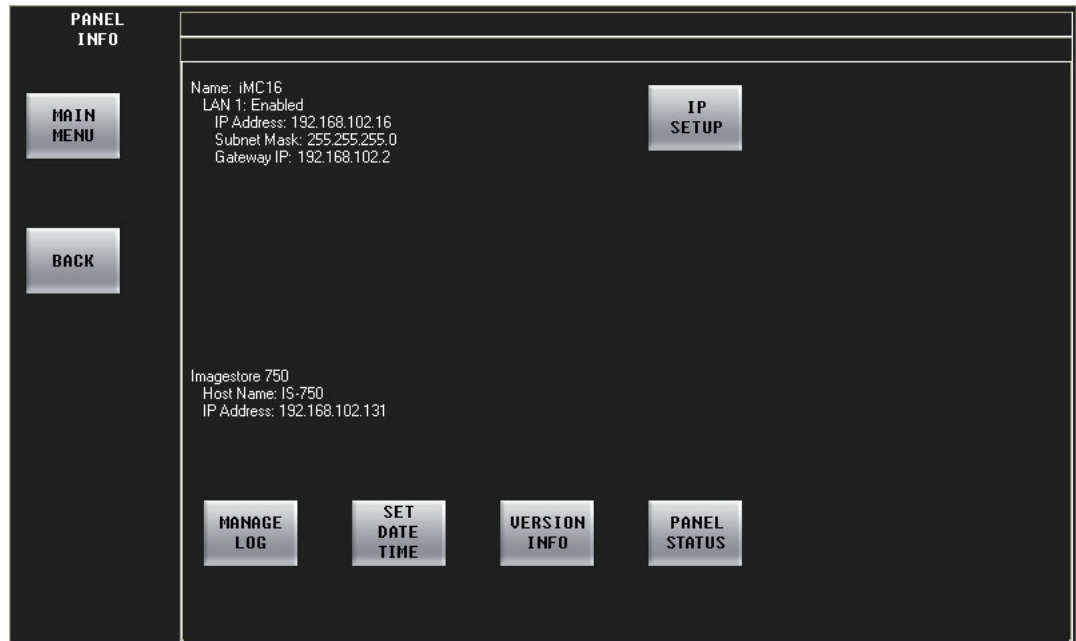 PANEL
INFO
MAIN
MENU
BACK
Name: iMC16
LAN 1: Enabled
IP Address: 192.168.102.16
Subnet Mask: 255.255.255.0
Gateway IP: 192.168.102.2
IP
SETUP
Imagestore 750
Host Name: IS-750
IP Address: 192.168.102.131
MANAGE
LOG
SET
DATE
TIME
VERSION
INFO
PANEL
STATUS